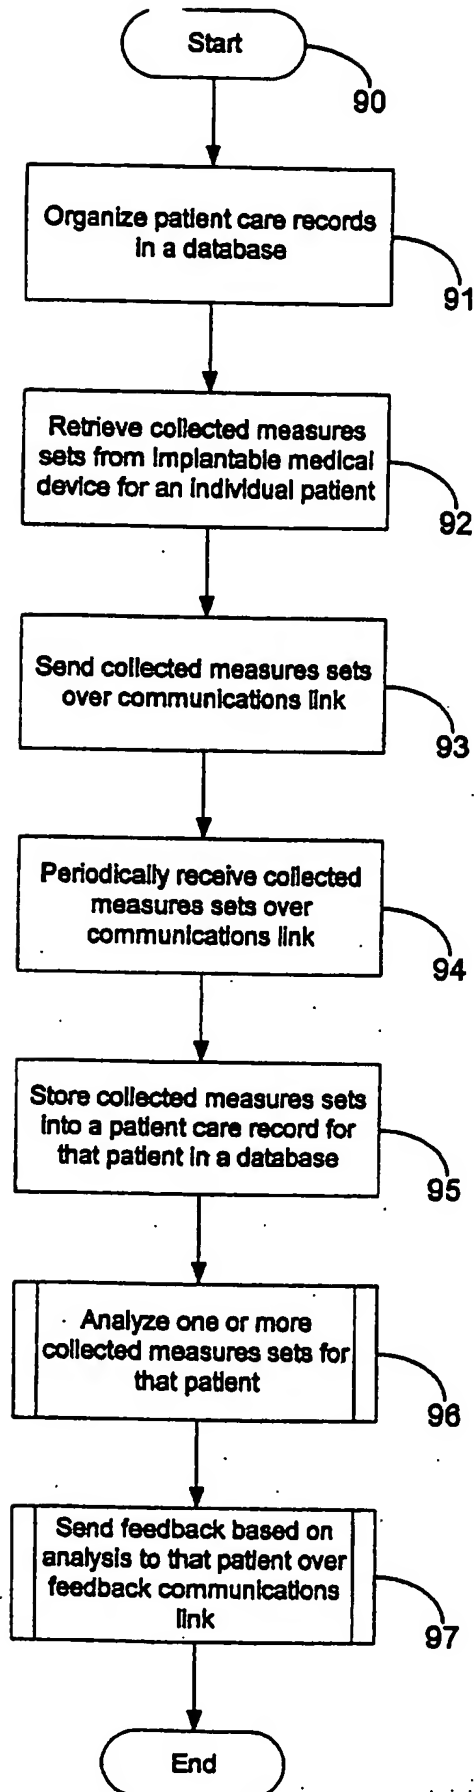 Start
90
Organize patient care records
in a database
91
Retrieve collected measures
sets from implantable medical
device for an individual patient
92
Send collected measures sets
over communications link
93
Periodically receive collected
measures sets over
communications link
94
Store collected measures sets
into a patient care record for
that patient in a database
95
Analyze one or more
collected measures sets for
that patient
96
Send feedback based on
analysis to that patient over
feedback communications
link
97
End